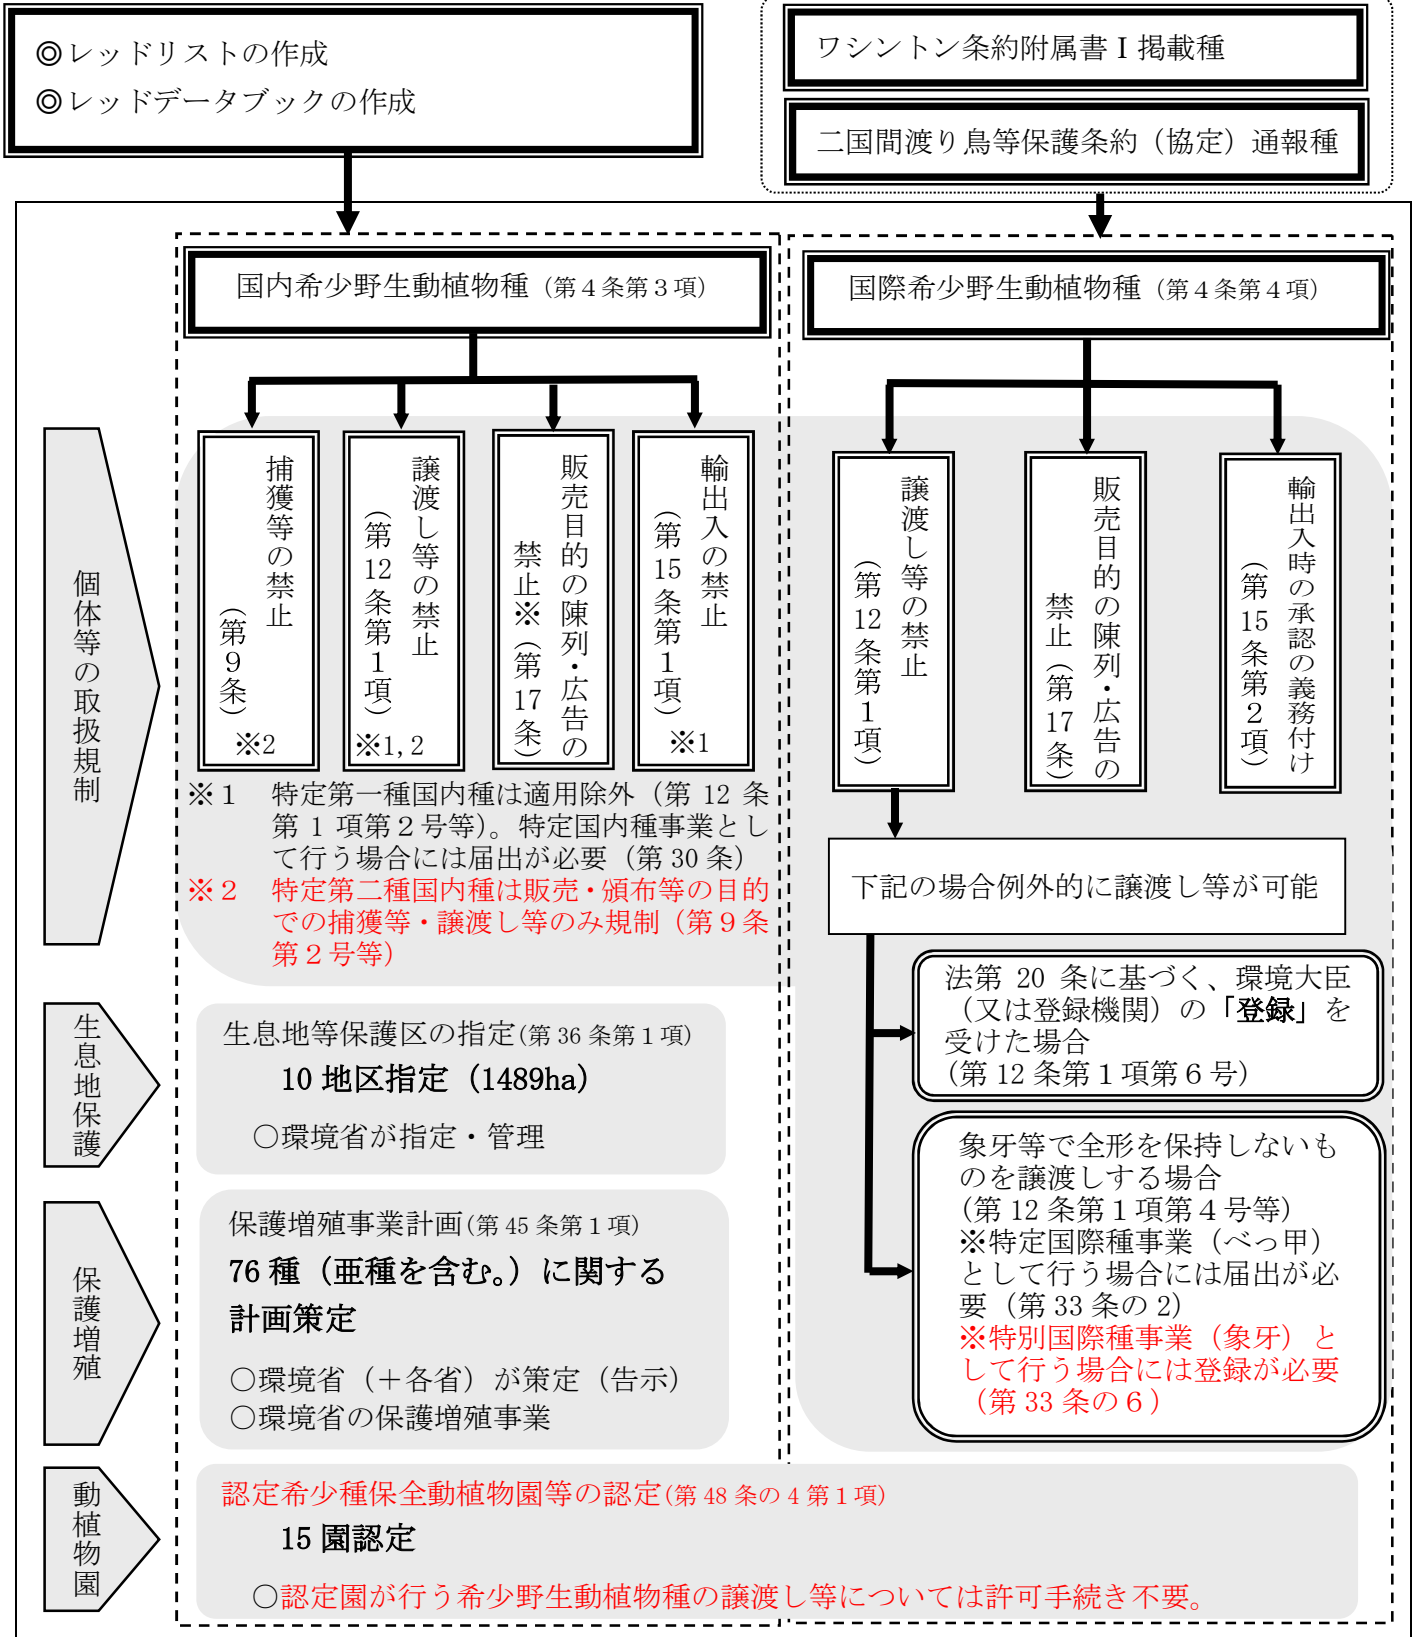 ◎レッドリストの作成
◎レッドデータブックの作成
ワシントン条約附属書Ⅰ掲載種
二国間渡り鳥等保護条約（協定）通報種
国内希少野生動植物種（第４条第３項）
国際希少野生動植物種（第４条第４項）
個体等の取扱規制
捕獲等の禁止
（第９条）
※2
譲渡し等の禁止
（第12条第１項）
※1,2
販売目的の陳列・広告の
禁止※（第17条）
輸出入の禁止
（第15条第１項）
※1
譲渡し等の禁止
（第12条第１項）
販売目的の陳列・広告の
禁止（第17条）
輸出入時の承認の義務付け
（第15条第２項）
※１　特定第一種国内種は適用除外（第 12 条
第 1 項第２号等）。特定国内種事業とし
て行う場合には届出が必要（第 30 条）
※２　特定第二種国内種は販売・頒布等の目的
での捕獲等・譲渡し等のみ規制（第９条
第２号等）
下記の場合例外的に譲渡し等が可能
法第 20 条に基づく、環境大臣
（又は登録機関）の「登録」を
受けた場合
（第 12 条第１項第６号）
象牙等で全形を保持しないも
のを譲渡しする場合
（第 12 条第１項第４号等）
※特定国際種事業（べっ甲）
として行う場合には届出が必
要（第 33 条の 2）
※特別国際種事業（象牙）と
して行う場合には登録が必要
（第 33 条の６）
生息地保護
生息地等保護区の指定（第 36 条第１項）
10 地区指定（1489ha）
○環境省が指定・管理
保護増殖
保護増殖事業計画（第 45 条第１項）
76 種（亜種を含む。）に関する
計画策定
○環境省（＋各省）が策定（告示）
○環境省の保護増殖事業
動植物園
認定希少種保全動植物園等の認定（第 48 条の 4 第１項）
15 園認定
○認定園が行う希少野生動植物種の譲渡し等については許可手続き不要。